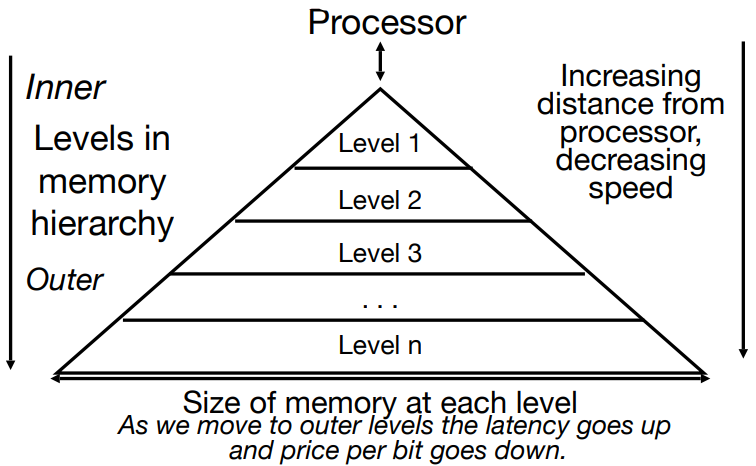 Processor
Inner
Levels in
memory
hierarchy
Outer
Increasing
distance from
processor,
decreasing
speed
Level 1
Level 2
Level 3
. . .
Level n
Size of memory at each level
As we move to outer levels the latency goes up
and price per bit goes down.